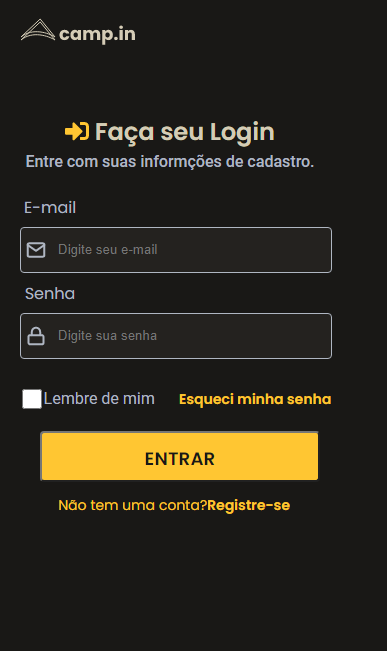 camp.in
Faça seu Login
Entre com suas informções de cadastro.
E-mail
Digite seu e-mail
Senha
Digite sua senha
Lembre de mim Esqueci minha senha
ENTRAR
Não tem uma conta?Registre-se